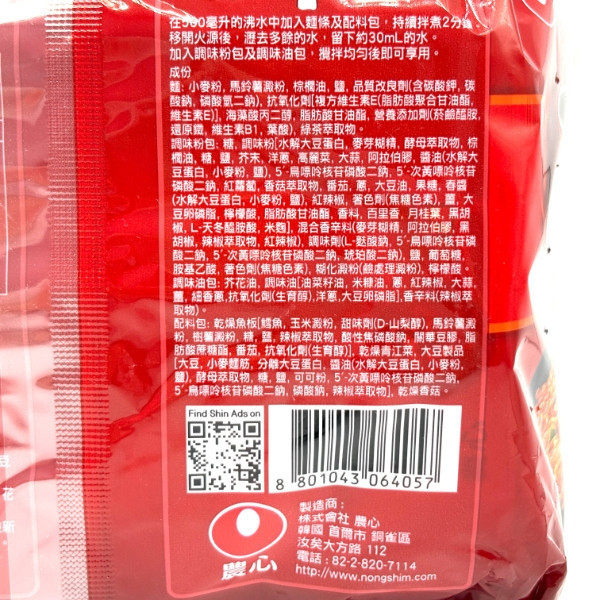 在500毫升的沸水中加入麵條及配料包，持續拌煮2分
移開火源後，瀝去多餘的水，留下約30mL的水。
加入調味粉包及調味油包，攪拌均勻後即可享用。
成份
麵: 小麥粉, 馬鈴薯澱粉, 棕櫚油, 鹽, 品質改良劑(含碳酸鉀, 碳
酸鈉, 磷酸氫二鈉), 抗氧化劑[複方維生素E(脂肪酸聚合甘油酯,
維生素E)], 海藻酸丙二醇, 脂肪酸甘油酯, 營養添加劑(菸鹼醯胺,
還原鐵, 維生素B1, 葉酸), 綠茶萃取物.
調味粉包: 糖, 調味粉[水解大豆蛋白, 麥芽糊精, 酵母萃取物, 棕
櫚油, 糖, 鹽, 芥末, 洋蔥, 高麗菜, 大蒜, 阿拉伯膠, 醬油(水解大
豆蛋白, 小麥粉, 鹽), 5´-鳥嘌呤核苷磷酸二鈉, 5´-次黃嘌呤核苷
磷酸二鈉, 紅蘿蔔, 香菇萃取物, 番茄, 蔥, 大豆油, 果糖, 春醬
(水解大豆蛋白, 小麥粉, 鹽), 紅辣椒, 著色劑(焦糖色素), 薑, 大
豆卵磷脂, 檸檬酸, 脂肪酸甘油酯, 香料, 百里香, 月桂葉, 黑胡
椒, L-天冬醯胺酸, 米麴], 混合香辛料(麥芽糊精, 阿拉伯膠, 黑
胡椒, 辣椒萃取物, 紅辣椒), 調味劑(L-麩酸鈉, 5´-鳥嘌呤核苷磷
酸二鈉, 5´-次黃嘌呤核苷磷酸二鈉, 琥珀酸二鈉), 鹽, 葡萄糖,
胺基乙酸, 著色劑(焦糖色素), 糊化澱粉(鹼處理澱粉), 檸檬酸.
調味油包: 芥花油, 調味油[油菜籽油, 米糠油, 蔥, 紅辣椒, 大蒜,
薑, 細香蔥,抗氧化劑(生育醇),洋蔥,大豆卵磷脂],香辛料(辣椒萃
取物).
配料包: 乾燥魚板[鱈魚, 玉米澱粉, 甜味劑(D-山梨醇), 馬鈴薯澱
粉, 樹薯澱粉, 糖, 鹽, 辣椒萃取物, 酸性焦磷酸鈉, 關華豆膠, 脂
肪酸蔗糖酯, 番茄, 抗氧化劑(生育醇)], 乾燥青江菜, 大豆製品
[大豆, 小麥麵筋, 分離大豆蛋白, 醬油(水解大豆蛋白, 小麥粉,
鹽), 酵母萃取物, 糖, 鹽, 可可粉, 5´-次黃嘌呤核苷磷酸二鈉,
5´-鳥嘌呤核苷磷酸二鈉, 磷酸鈉, 辣椒萃取物], 乾燥香菇.
Find Shin Ads on
8 801043 064057
製造商:
株式會社 農心
韓國 首爾市 銅雀區
汝矣大方路 112
電話: 82-2-820-7114
http://www.nongshim.com
農心
豆
花